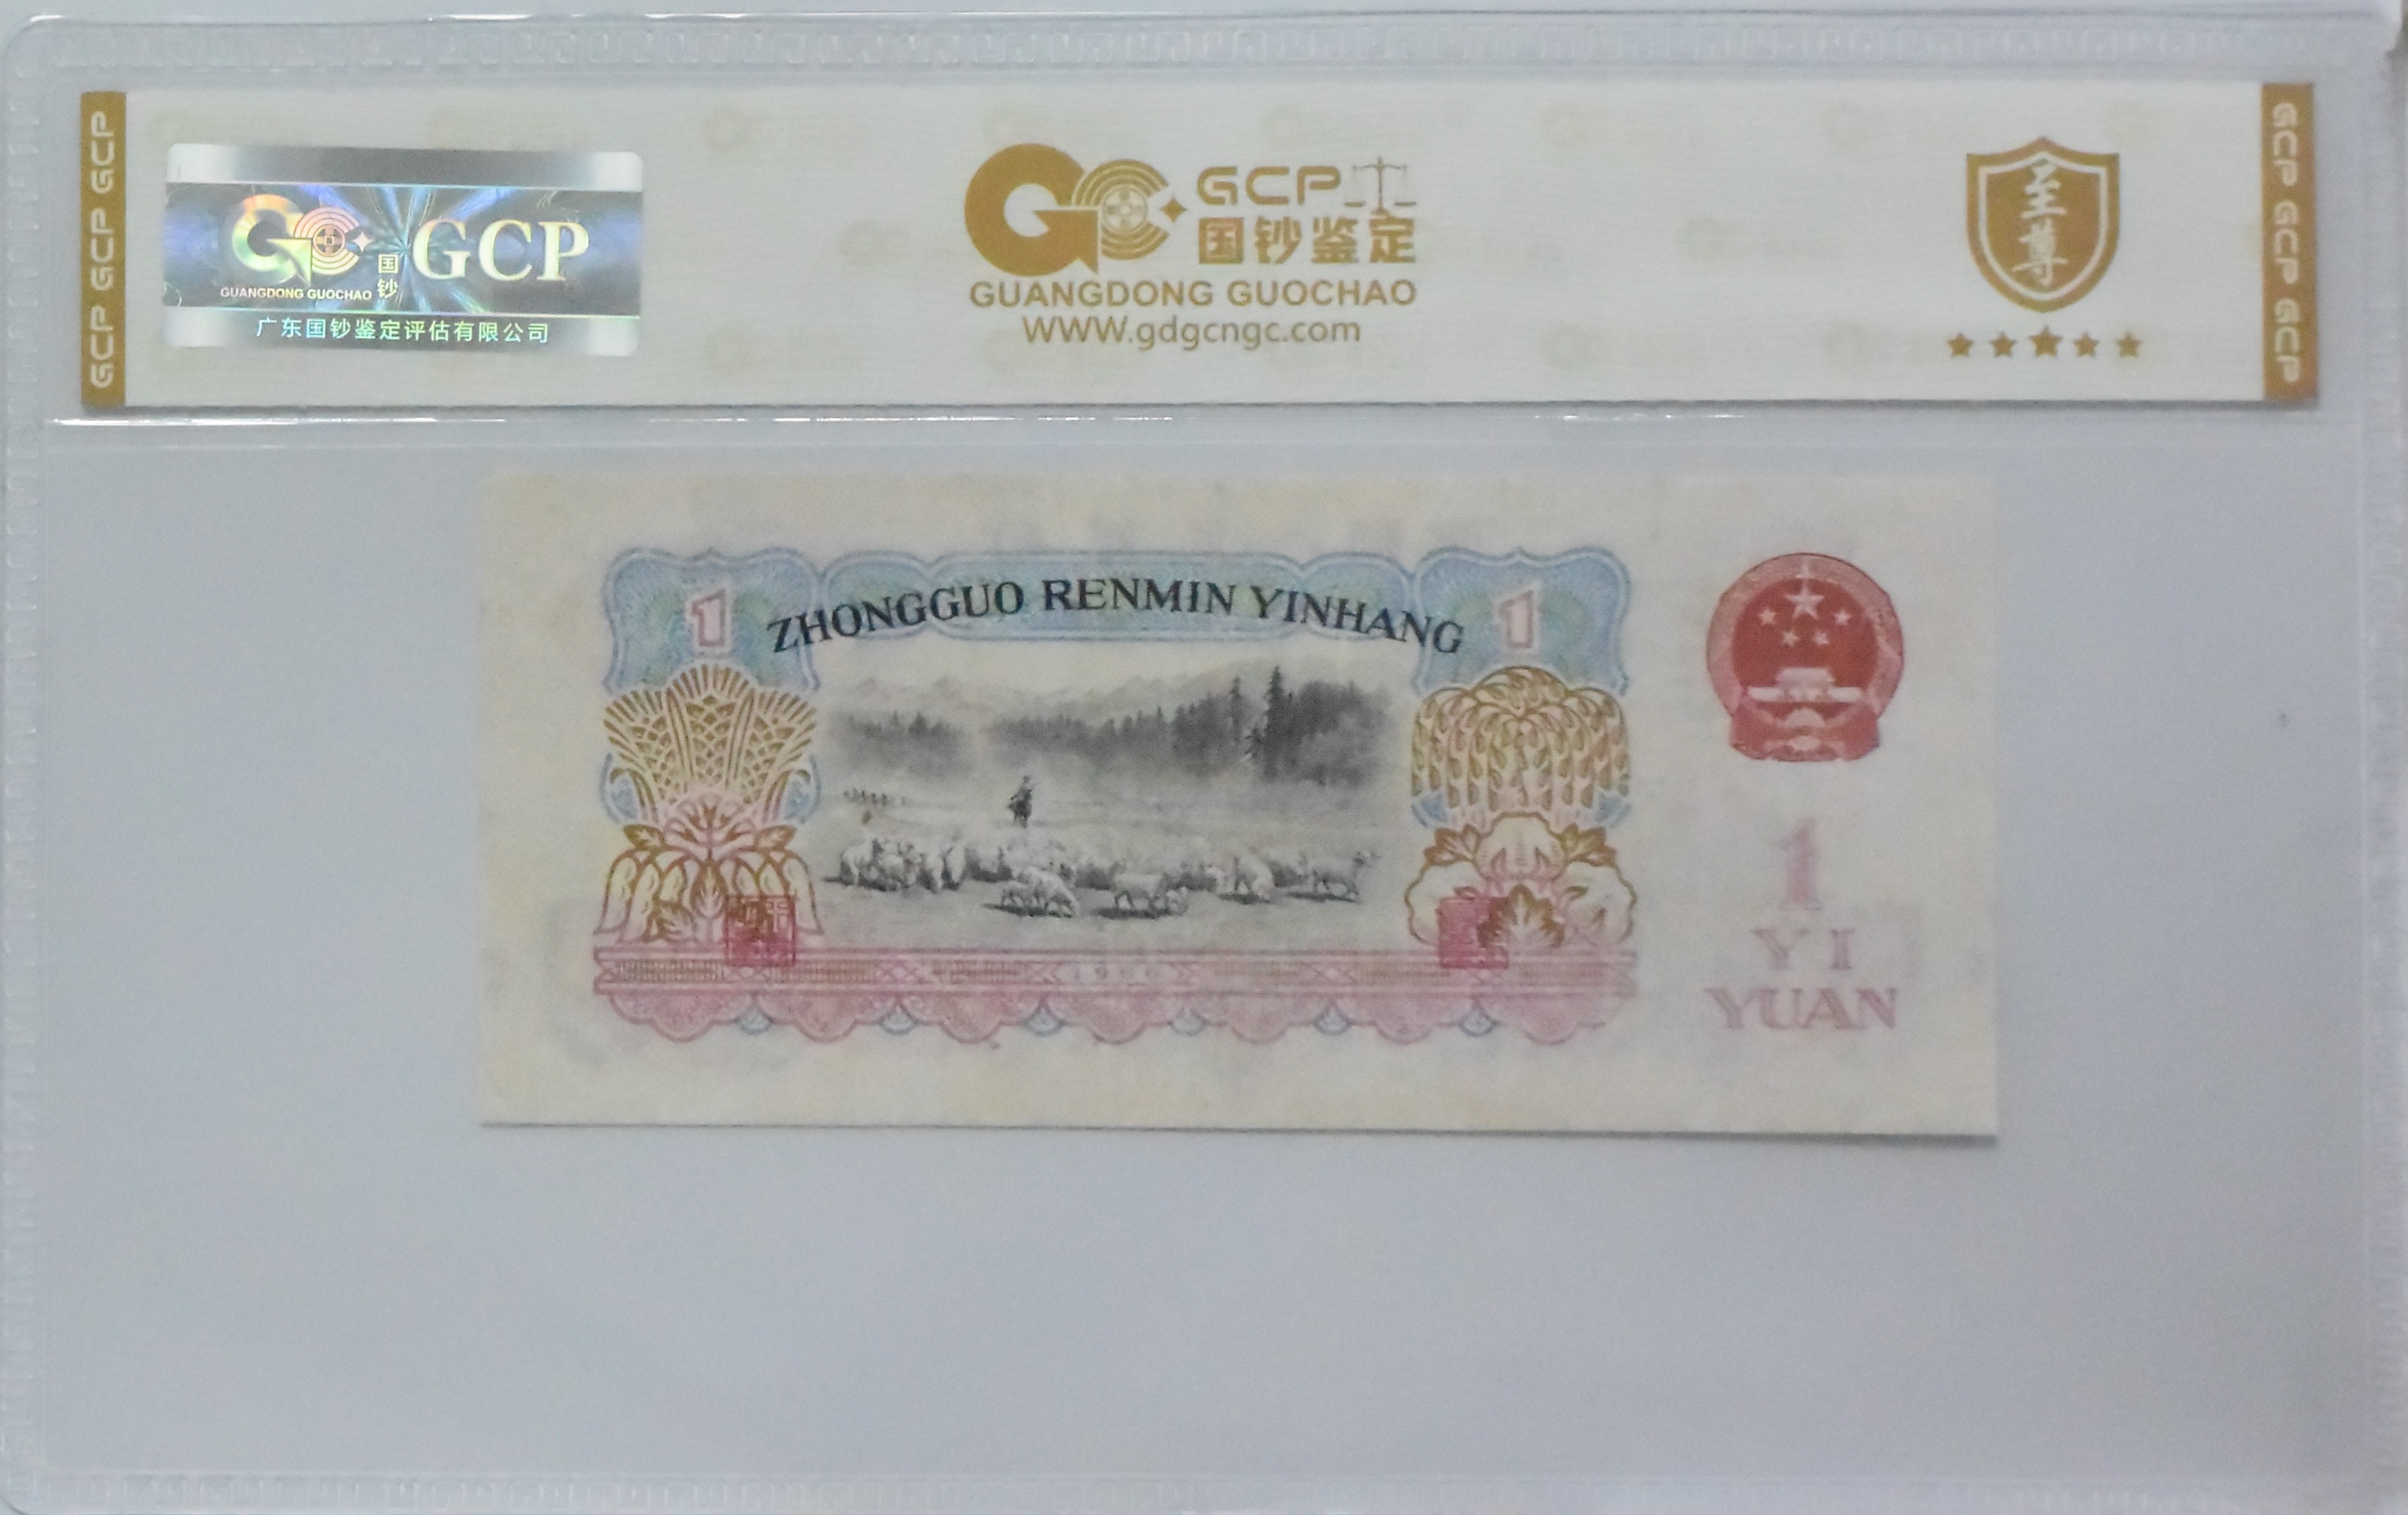 GCP GCP GCP
国钞
GCP
GUANGDONG GUOCHAO
广东国钞鉴定评估有限公司
GCP
国钞鉴定
GUANGDONG GUOCHAO
WWW.gdgcngc.com
至尊
GCP GCP GCP
1
ZHONGGUO RENMIN YINHANG
1
1960
1
YI
YUAN